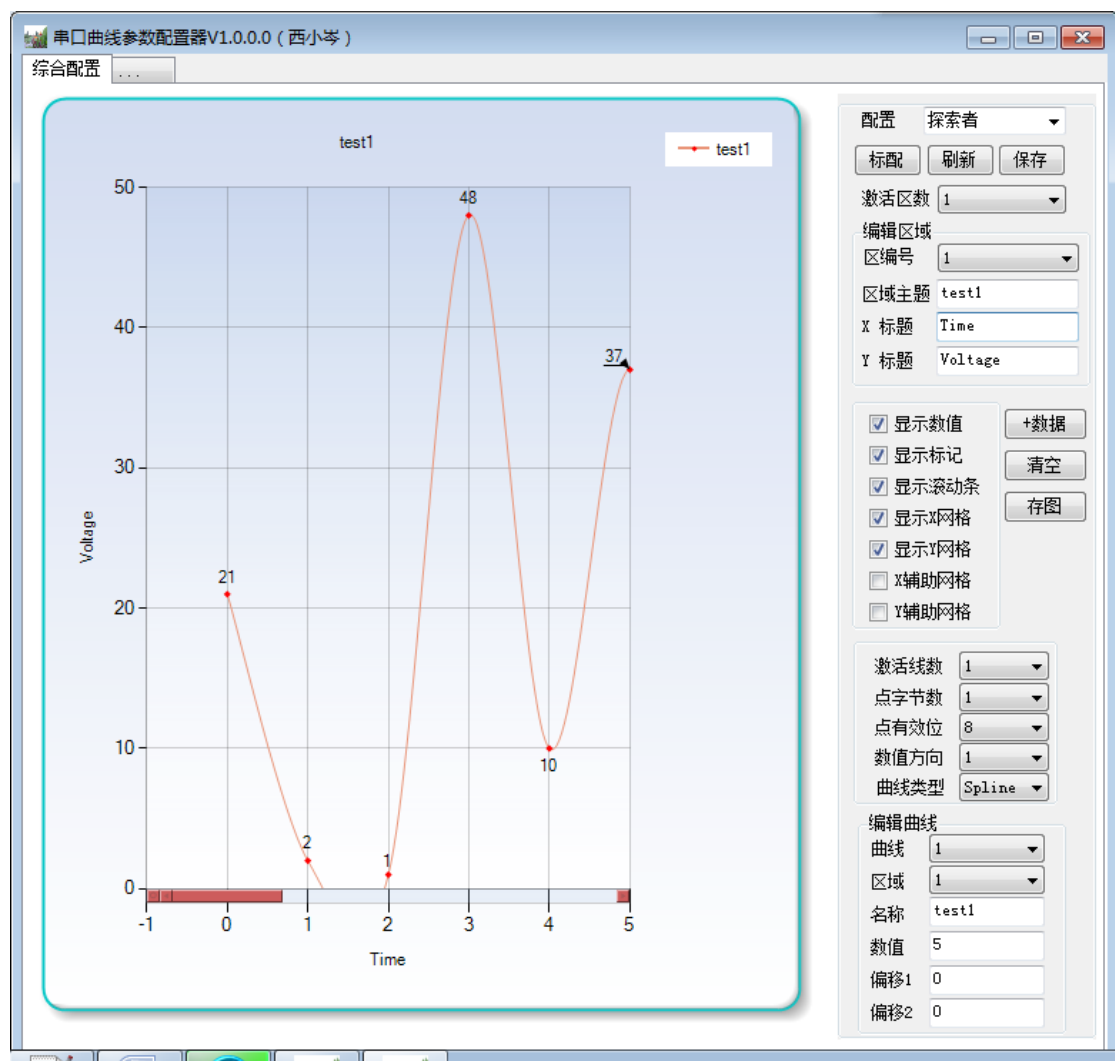 串口曲线参数配置器V1.0.0.0（西小岑）
综合配置 ...
test1
test1
50
40
30
20
10
0
48
37
21
2
1
10
Voltage
-1 0 1 2 3 4 5
Time
配置 探索者
标配 刷新 保存
激活区数 1
编辑区域
区编号 1
区域主题 test1
X 标题 Time
Y 标题 Voltage
显示数值 +数据
显示标记 清空
显示滚动条
存图
显示X网格
显示Y网格
X辅助网格
Y辅助网格
激活线数 1
点字节数 1
点有效位 8
数值方向 1
曲线类型 Spline
编辑曲线
曲线 1
区域 1
名称 test1
数值 5
偏移1 0
偏移2 0